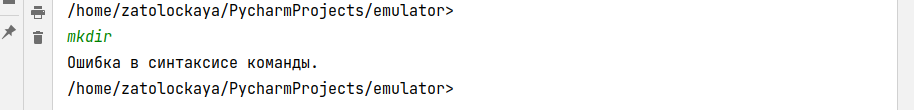 /home/zatolockaya/PycharmProjects/emulator>
mkdir
Ошибка в синтаксисе команды.
/home/zatolockaya/PycharmProjects/emulator>